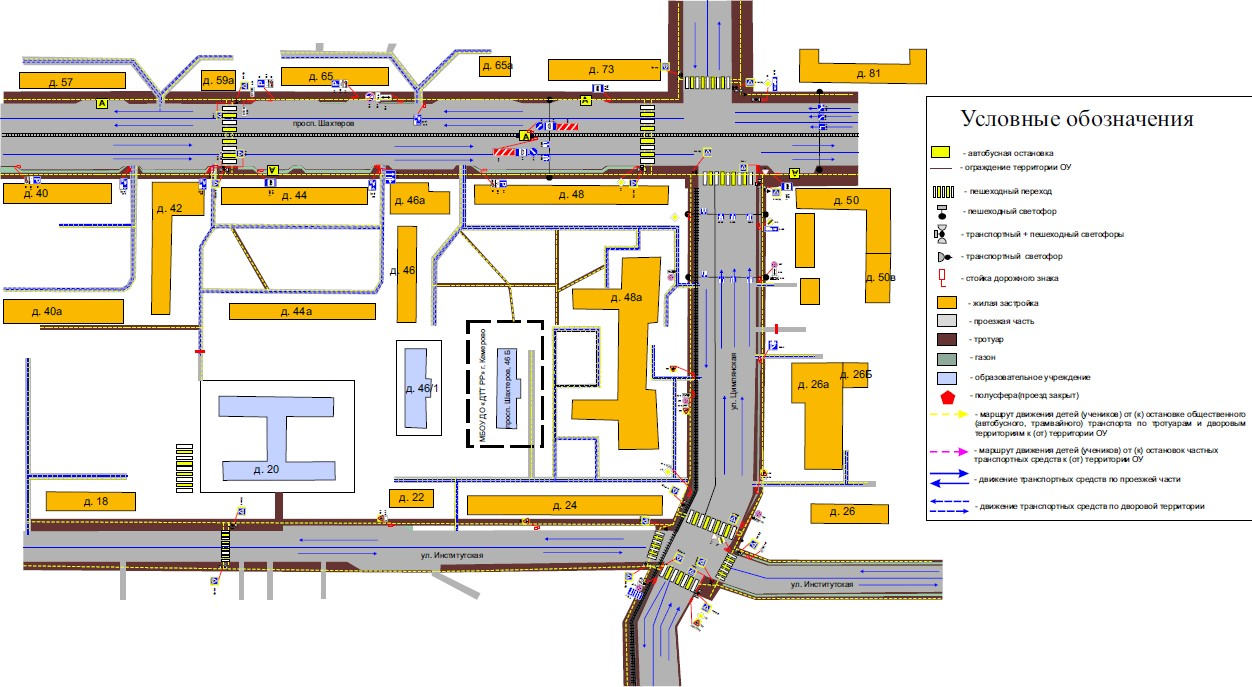 д. 57
д. 59а
д. 65
д. 65а
д. 73
д. 81
А
А
просп. Шахтеров
А
А
А
д. 40
д. 42
д. 44
д. 46а
д. 48
д. 50
д. 46
д. 48а
д. 50в
д. 40а
д. 44а
МБОУ ДО «ДТТ РР» г. Кемерово
просп. Шахтеров, 46 Б
д. 46/1
ул. Цимлянская
д. 26а
д. 26Б
д. 20
д. 18
д. 22
д. 24
д. 26
ул. Институтская
ул. Институтская
Условные обозначения
- автобусная остановка
- ограждение территории ОУ
- пешеходный переход
- пешеходный светофор
- транспортный + пешеходный светофоры
- транспортный светофор
- стойка дорожного знака
- жилая застройка
- проезжая часть
- тротуар
- газон
- образовательное учреждение
- полусфера(проезд закрыт)
- маршрут движения детей (учеников) от (к) остановке общественного
(автобусного, трамвайного) транспорта по тротуарам и дворовым
территориям к (от) территории ОУ
- маршрут движения детей (учеников) от (к) остановок частных
транспортных средств к (от) территории ОУ
- движение транспортных средств по проезжей части
- движение транспортных средств по дворовой территории